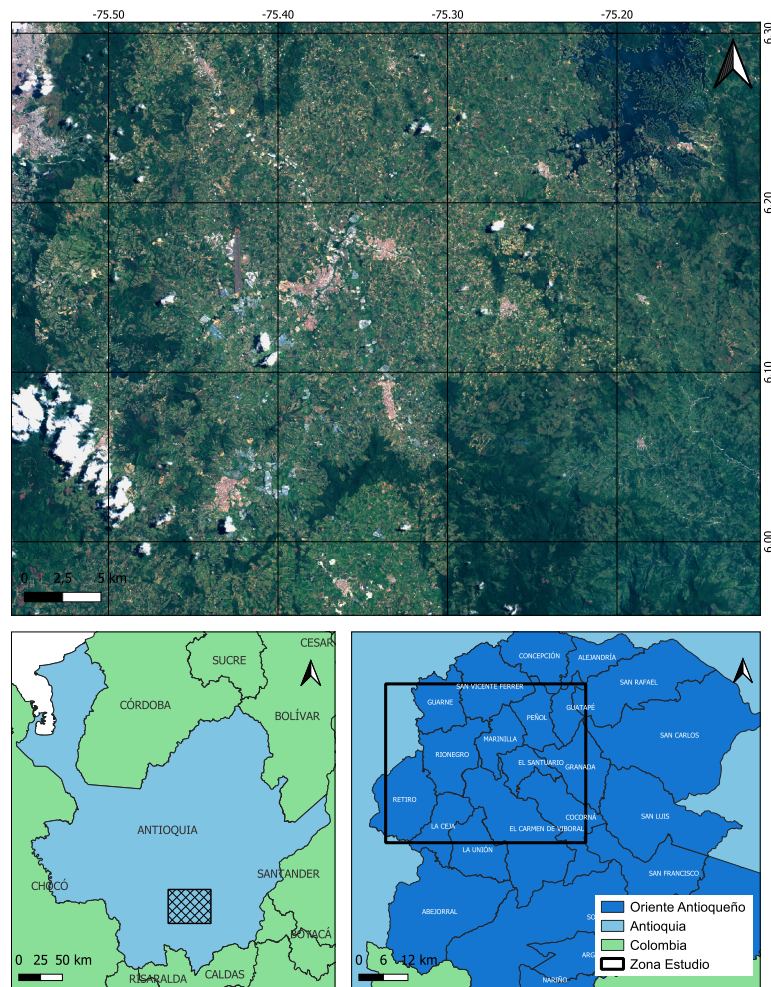 -75.50 -75.40 -75.30 -75.20
6.30
6.20
6.10
6.00
0 2,5 5 km
CESAR
SUCRE
CÓRDOBA
BOLÍVAR
ANTIOQUIA
SANTANDER
CHOCÓ
BOYACÁ
CALDAS
RISARALDA
0 25 50 km
CONCEPCIÓN
ALEJANDRÍA
SAN RAFAEL
SAN VICENTE FERRER
GUARNE
GUATAPÉ
PEÑOL
SAN CARLOS
MARINILLA
RIONEGRO
EL SANTUARIO
GRANADA
RETIRO
COCORNÁ
SAN LUIS
LA CEJA
EL CARMEN DE VIBORAL
LA UNIÓN
SAN FRANCISCO
ABEJORRAL
SO
ARG
NARIÑO
0 6 12 km
Oriente Antioqueño
Antioquia
Colombia
Zona Estudio